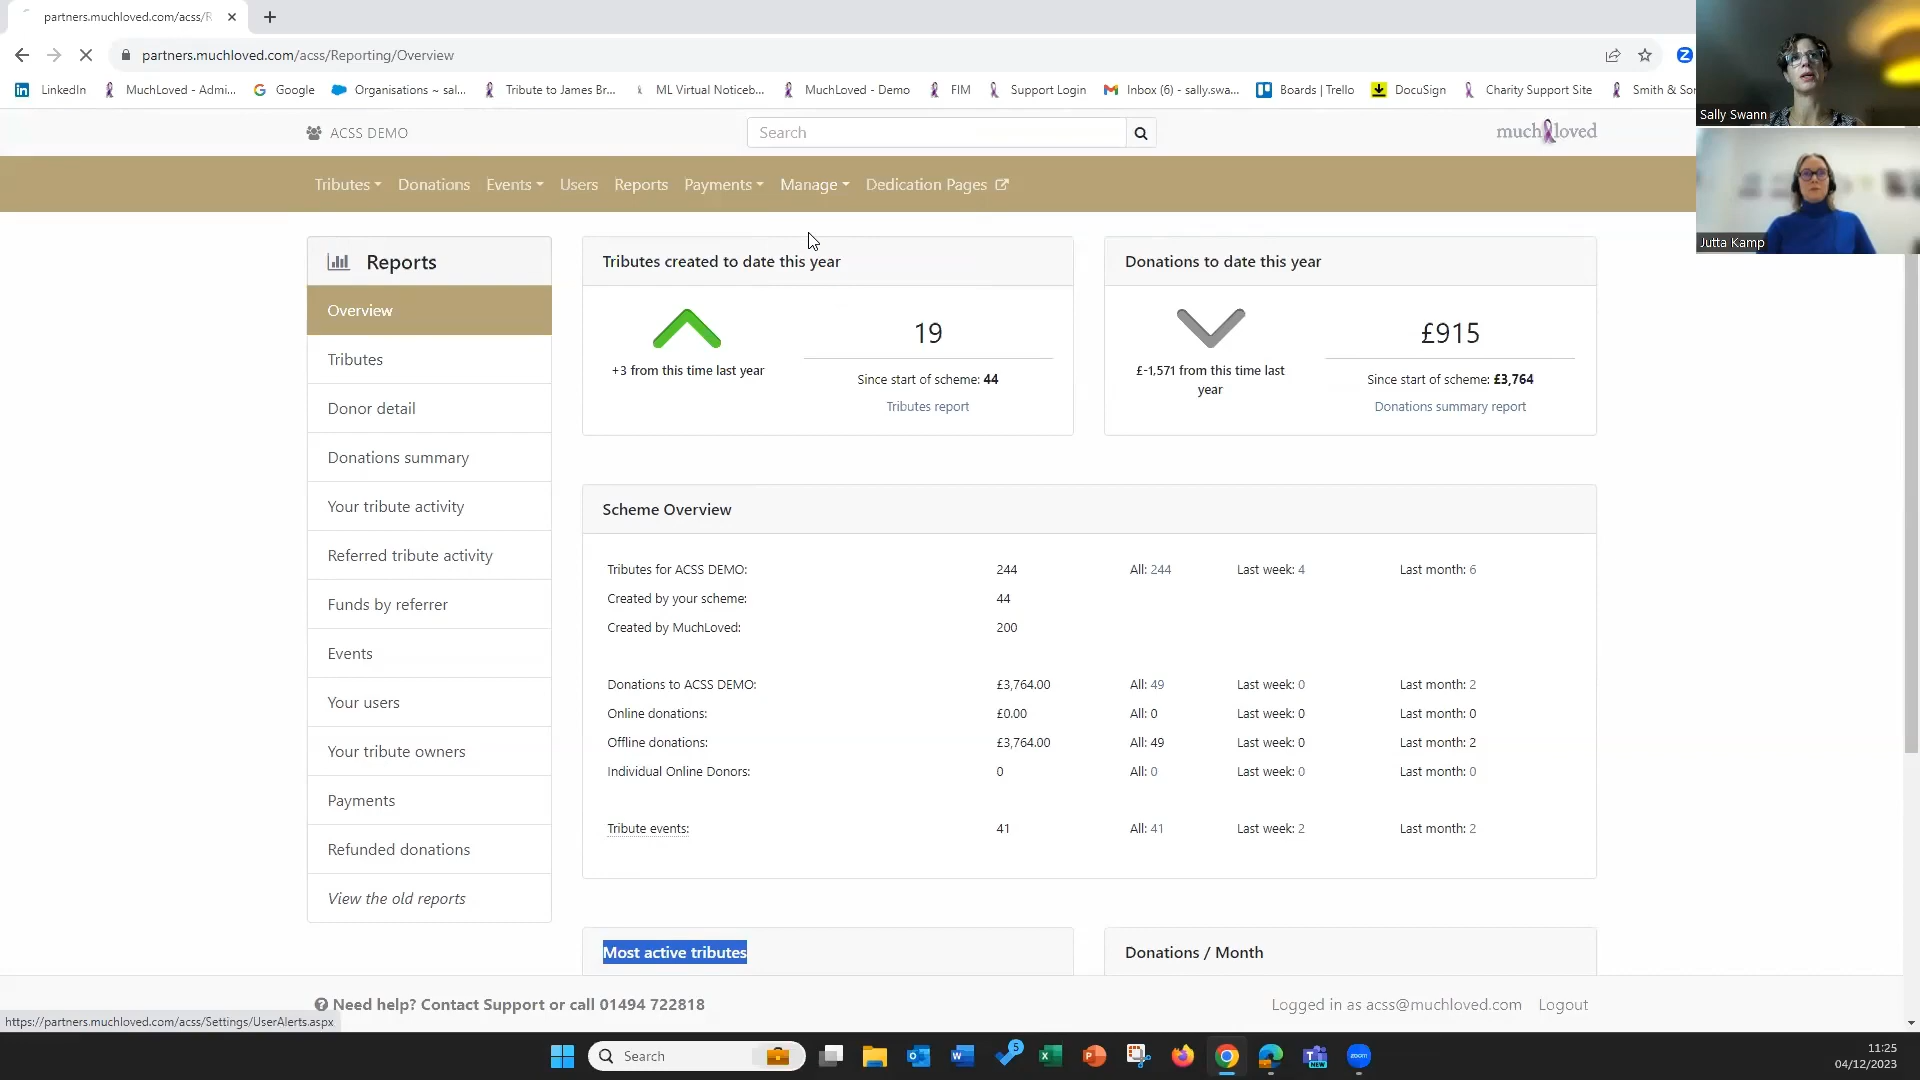 partners.muchloved.com/acss/R
partners.muchloved.com/acss/Reporting/Overview
LinkedIn
MuchLoved - Admi...
Google
Organisations ~ sal...
Tribute to James Br...
ML Virtual Noticeb...
MuchLoved - Demo
FIM
Support Login
Inbox (6) - sally.swa...
Boards | Trello
DocuSign
Charity Support Site
Smith & So
Sally Swann
ACSS DEMO
Search
much loved
Tributes
Donations
Events
Users
Reports
Payments
Manage
Dedication Pages
Jutta Kamp
Reports
Overview
Tributes
Donor detail
Donations summary
Your tribute activity
Referred tribute activity
Funds by referrer
Events
Your users
Your tribute owners
Payments
Refunded donations
View the old reports
Tributes created to date this year
+3 from this time last year
19
Since start of scheme: 44
Tributes report
Donations to date this year
£-1,571 from this time last
year
£915
Since start of scheme: £3,764
Donations summary report
Scheme Overview
Tributes for ACSS DEMO: 244 All: 244 Last week: 4 Last month: 6
Created by your scheme: 44
Created by MuchLoved: 200
Donations to ACSS DEMO: £3,764.00 All: 49 Last week: 0 Last month: 2
Online donations: £0.00 All: 0 Last week: 0 Last month: 0
Offline donations: £3,764.00 All: 49 Last week: 0 Last month: 2
Individual Online Donors: 0 All: 0 Last week: 0 Last month: 0
Tribute events: 41 All: 41 Last week: 2 Last month: 2
Most active tributes
Donations / Month
Need help? Contact Support or call 01494 722818
Logged in as acss@muchloved.com Logout
https://partners.muchloved.com/acss/Settings/UserAlerts.aspx
Search
5
zoom
NEW
11:25
04/12/2023